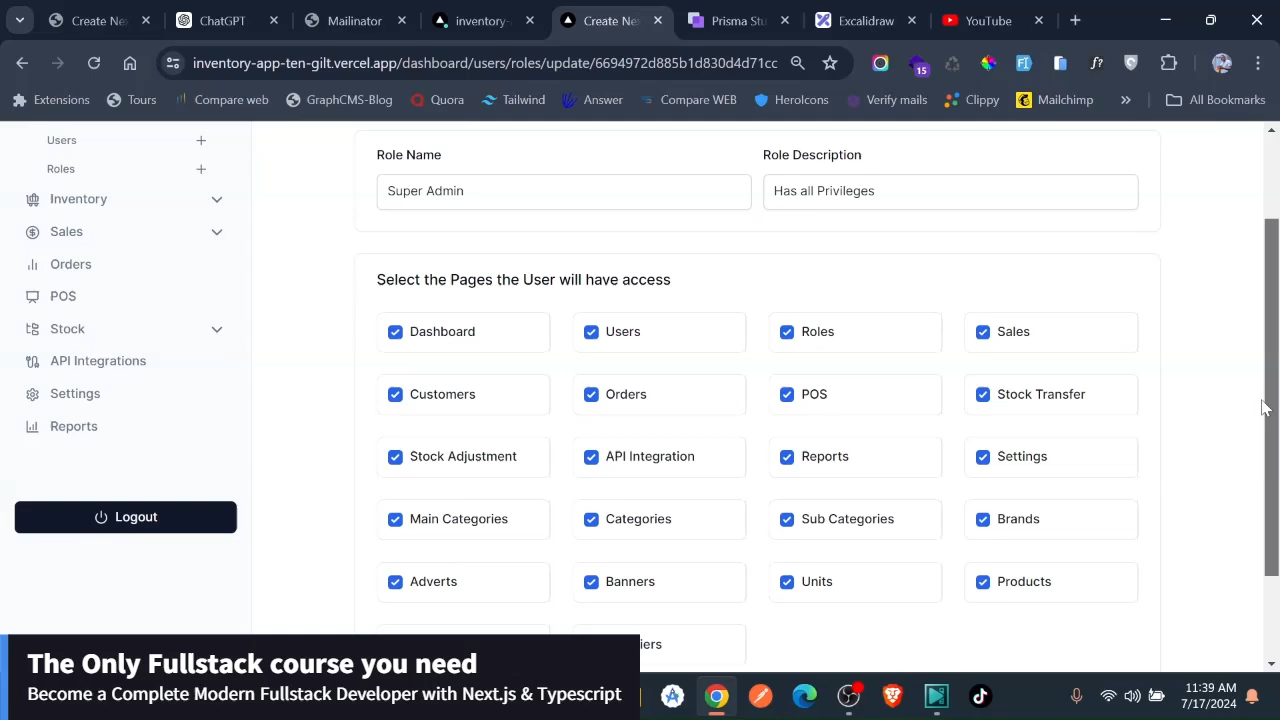 Create Ne
ChatGPT
Mailinator
inventory-
Create Ne
Prisma Stu
Excalidraw
YouTube
inventory-app-ten-gilt.vercel.app/dashboard/users/roles/update/6694972d885b1d830d4d71cc
15
Extensions
Tours
Compare web
GraphCMS-Blog
Quora
Tailwind
Answer
Compare WEB
HeroIcons
Verify mails
Clippy
Mailchimp
All Bookmarks
Users
Roles
Inventory
Sales
Orders
POS
Stock
API Integrations
Settings
Reports
Logout
Role Name
Role Description
Super Admin
Has all Privileges
Select the Pages the User will have access
Dashboard
Users
Roles
Sales
Customers
Orders
POS
Stock Transfer
Stock Adjustment
API Integration
Reports
Settings
Main Categories
Categories
Sub Categories
Brands
Adverts
Banners
Units
Products
iers
The Only Fullstack course you need
Become a Complete Modern Fullstack Developer with Next.js & Typescript
11:39 AM
7/17/2024